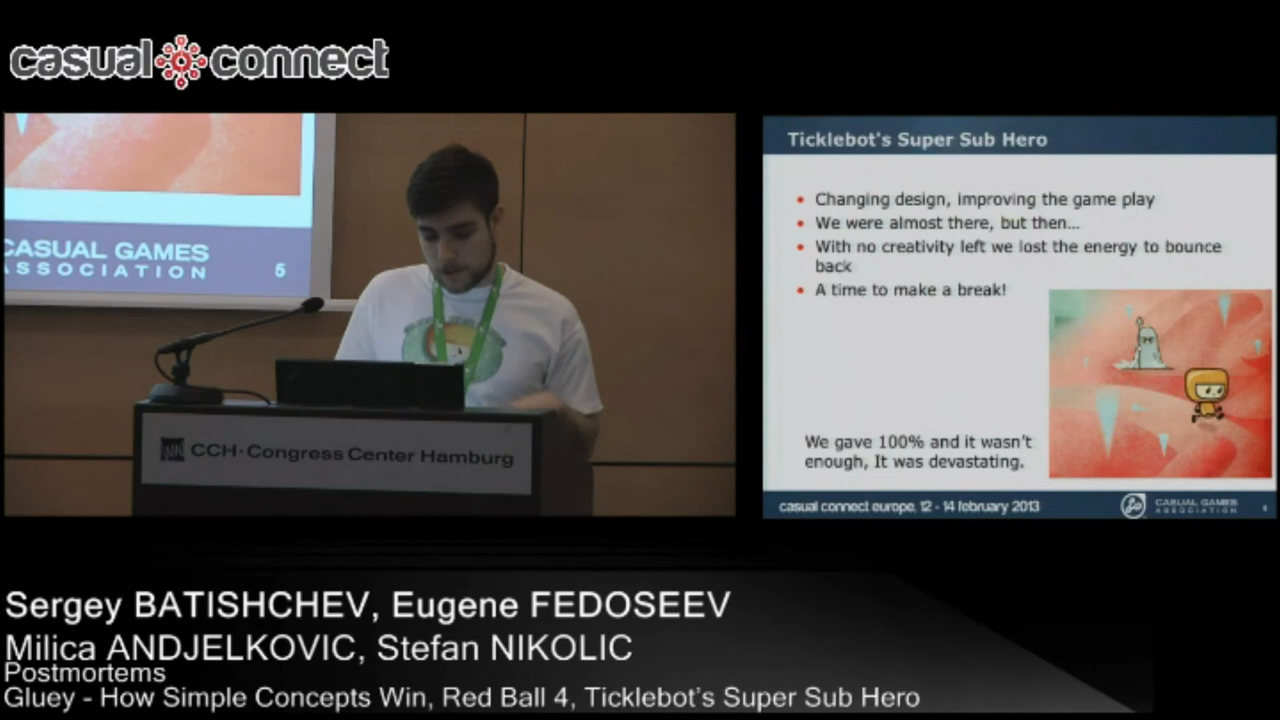 casual connect
CASUAL GAMES
ASSOCIATION
5
CCH·Congress Center Hamburg
Ticklebot's Super Sub Hero
• Changing design, improving the game play
• We were almost there, but then...
• With no creativity left we lost the energy to bounce
back
• A time to make a break!
We gave 100% and it wasn't
enough, It was devastating.
casual connect europe, 12 - 14 february 2013
CASUAL GAMES
ASSOCIATION
Sergey BATISHCHEV, Eugene FEDOSEEV
Milica ANDJELKOVIC, Stefan NIKOLIC
Postmortems
Gluey - How Simple Concepts Win, Red Ball 4, Ticklebot's Super Sub Hero